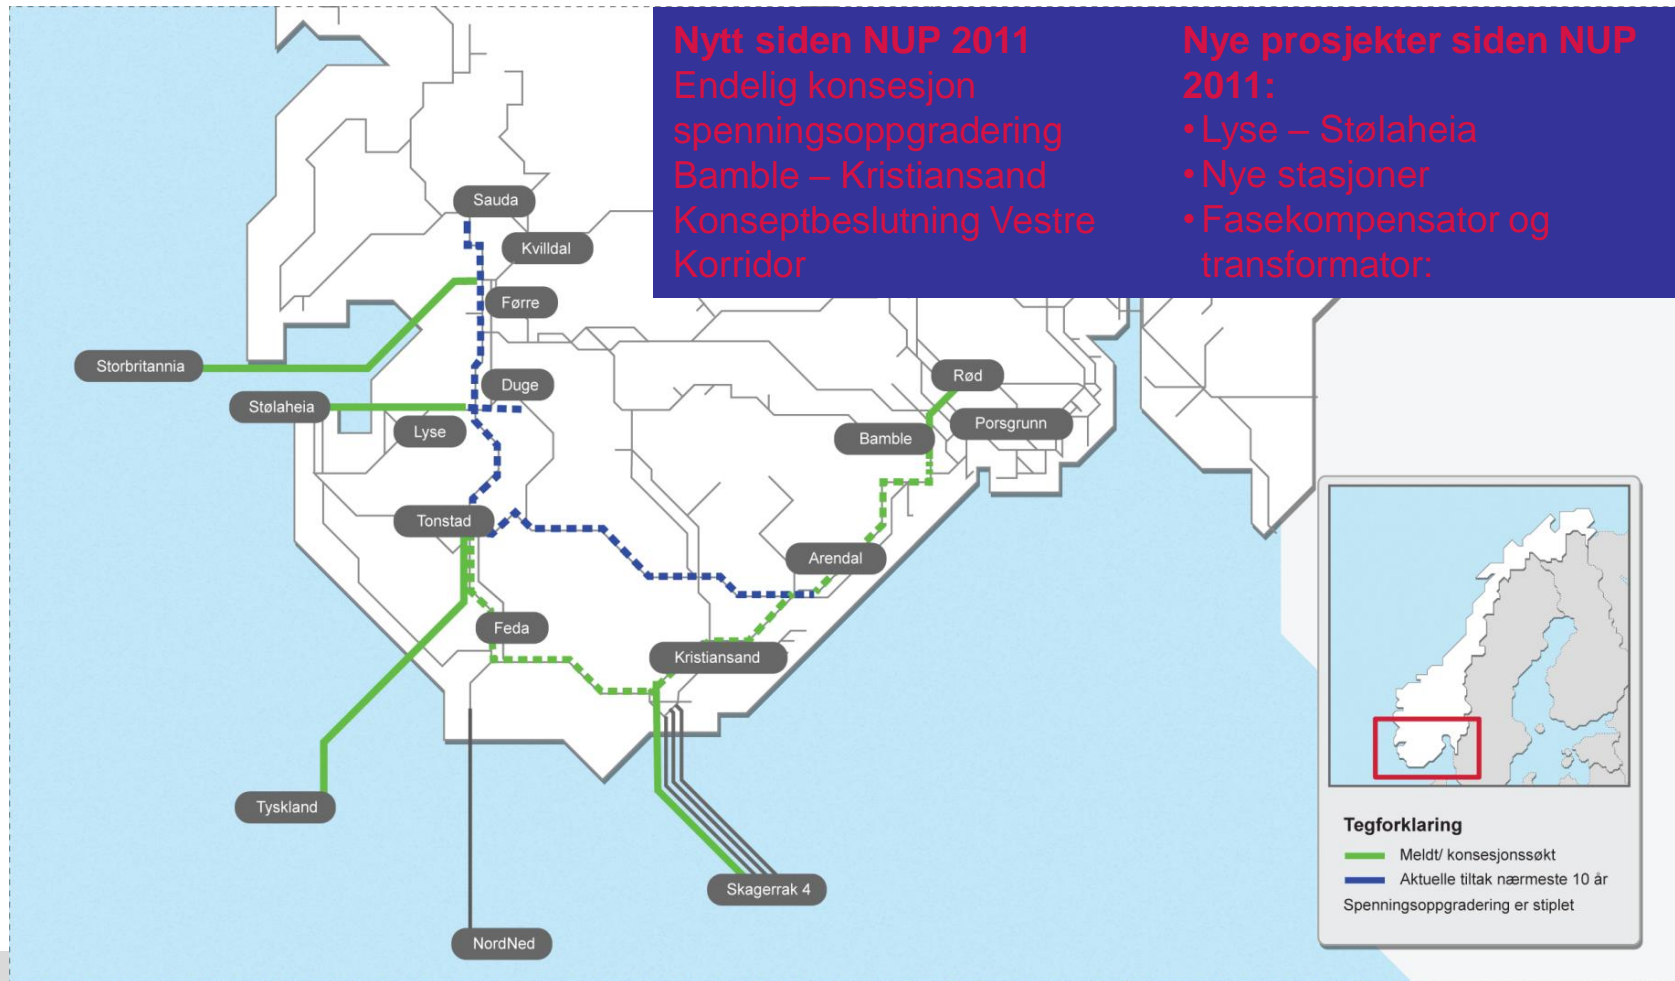 Nytt siden NUP 2011
Endelig konsesjon
spenningsoppgradering
Bamble – Kristiansand
Konseptbeslutning Vestre
Korridor
Nye prosjekter siden NUP
2011:
• Lyse – Stølaheia
• Nye stasjoner
• Fasekompensator og
transformator:
Sauda
Kvilldal
Førre
Storbritannia
Duge
Rød
Stølaheia
Lyse
Bamble
Porsgrunn
Tonstad
Arendal
Feda
Kristiansand
Tyskland
Skagerrak 4
NordNed
Tegforklaring
Meldt/ konsesjonssøkt
Aktuelle tiltak nærmeste 10 år
Spenningsoppgradering er stiplet